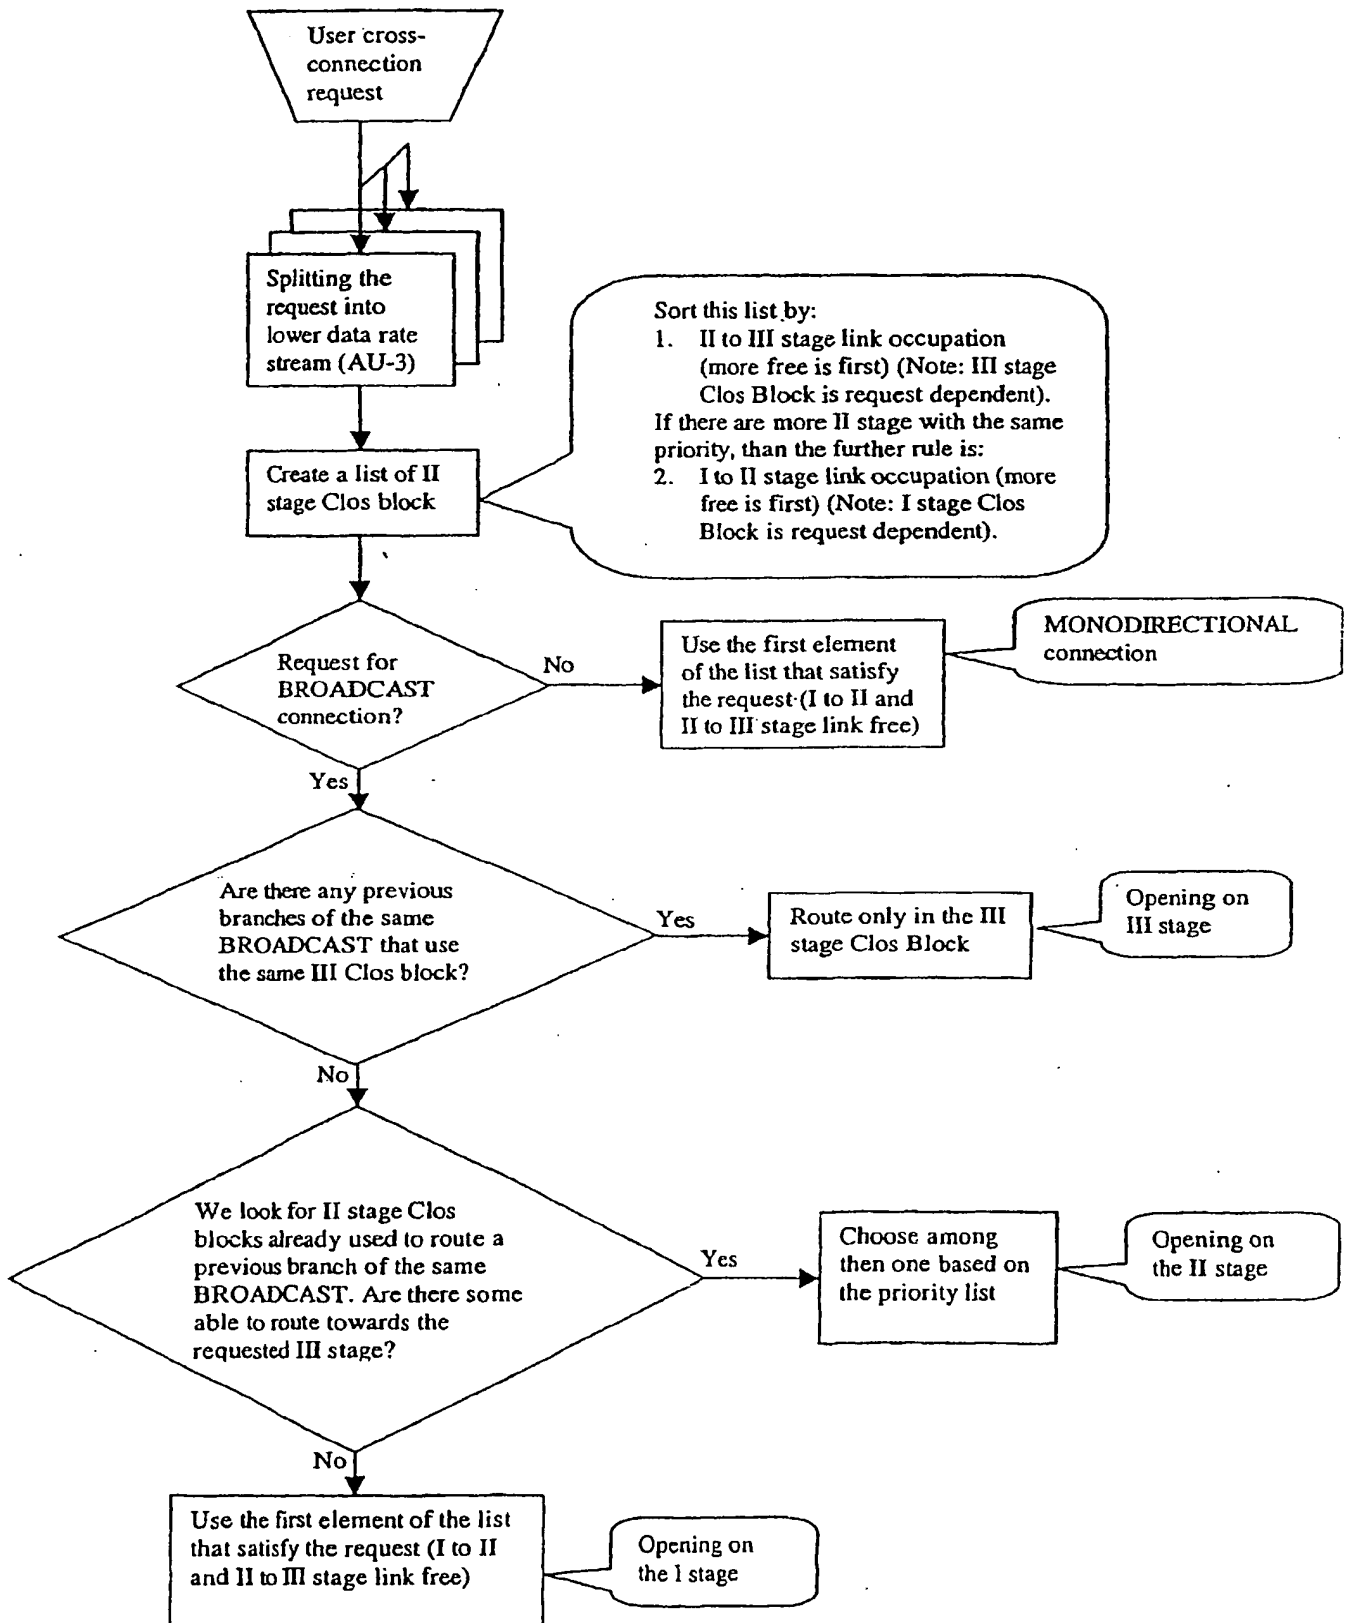 User cross-
connection
request
Splitting the
request into
lower data rate
stream (AU-3)
Sort this list by:
1. II to III stage link occupation
(more free is first) (Note: III stage
Clos Block is request dependent).
If there are more II stage with the same
priority, than the further rule is:
2. I to II stage link occupation (more
free is first) (Note: I stage Clos
Block is request dependent).
Create a list of II
stage Clos block
Request for
BROADCAST
connection?
No
Use the first element
of the list that satisfy
the request (I to II and
II to III stage link free)
MONODIRECTIONAL
connection
Yes
Are there any previous
branches of the same
BROADCAST that use
the same III Clos block?
Yes
Route only in the III
stage Clos Block
Opening on
III stage
No
We look for II stage Clos
blocks already used to route a
previous branch of the same
BROADCAST. Are there some
able to route towards the
requested III stage?
Yes
Choose among
then one based on
the priority list
Opening on
the II stage
No
Use the first element of the list
that satisfy the request (I to II
and II to III stage link free)
Opening on
the I stage